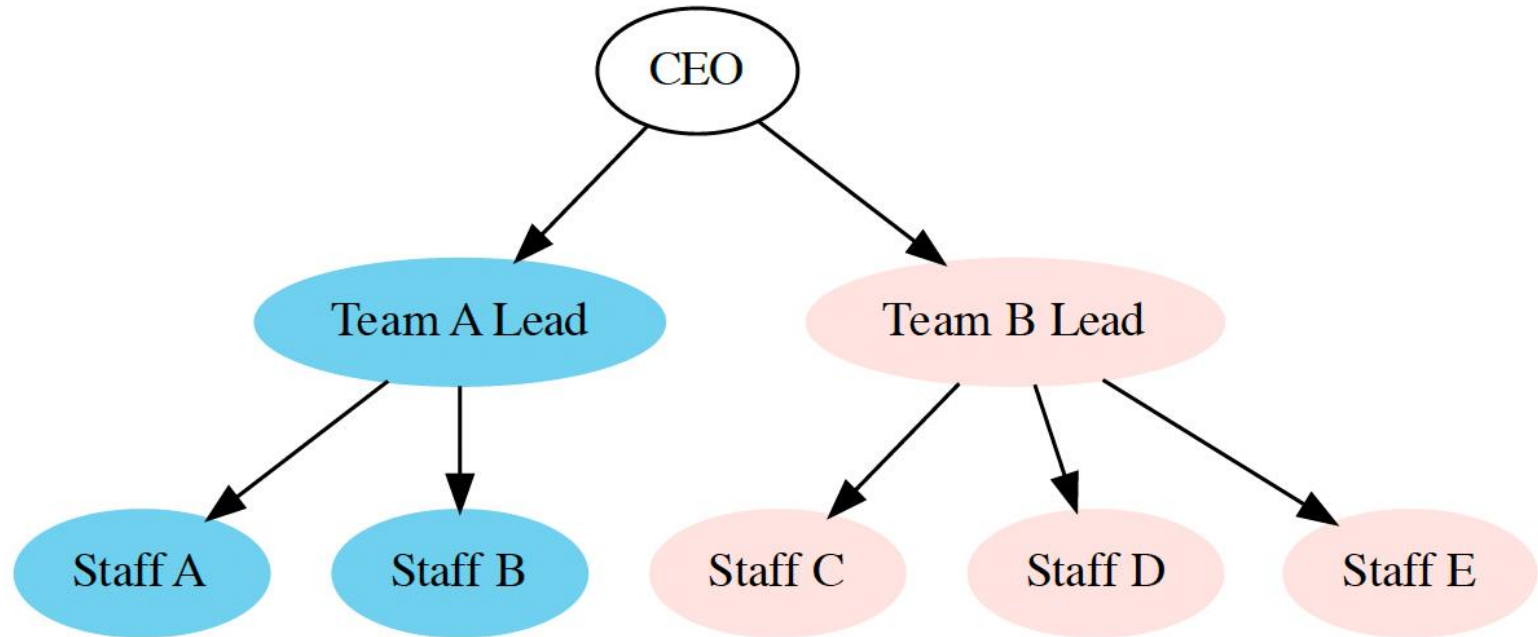 CEO
Team A Lead
Team B Lead
Staff A
Staff B
Staff C
Staff D
Staff E